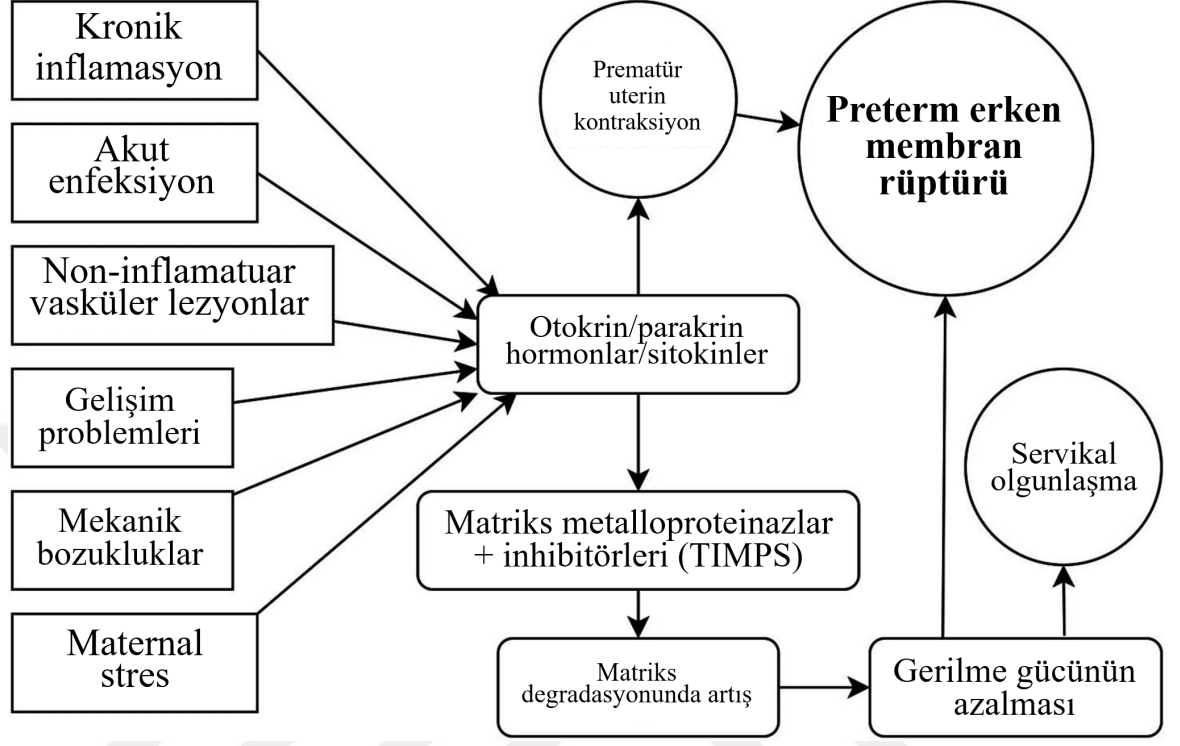 Kronik
inflamasyon
Akut
enfeksiyon
Non-inflamatuar
vasküler lezyonlar
Gelişim
problemleri
Mekanik
bozukluklar
Maternal
stres
Prematür
uterin
kontraksiyon
Preterm erken
membran
rüptürü
Otokrin/parakrin
hormonlar/sitokinler
Servikal
olgunlaşma
Matriks metalloproteinazlar
+ inhibitörleri (TIMPS)
Matriks
degradasyonunda artış
Gerilme gücünün
azalması